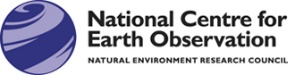 National Centre for
Earth Observation
NATURAL ENVIRONMENT RESEARCH COUNCIL